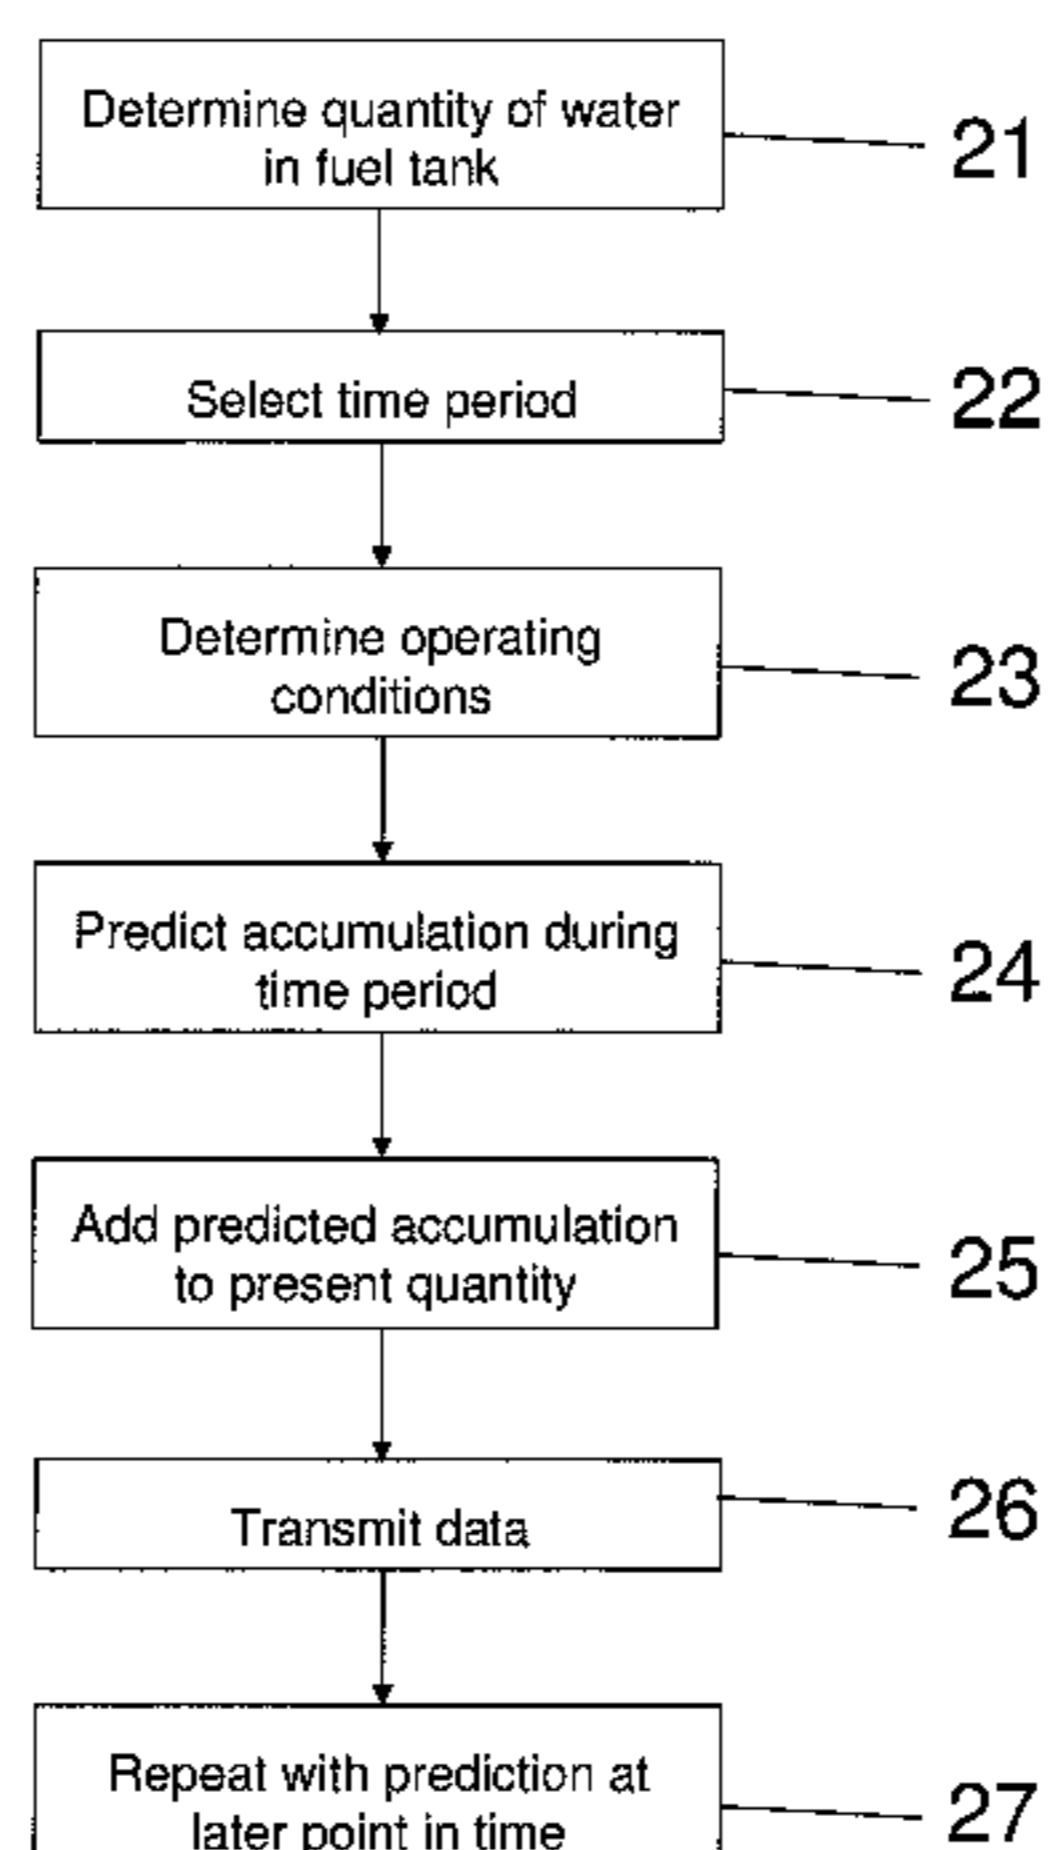 Determine quantity of water
in fuel tank
21
Select time period
22
Determine operating
conditions
23
Predict accumulation during
time period
24
Add predicted accumulation
to present quantity
25
Transmit data
26
Repeat with prediction at
later point in time
27